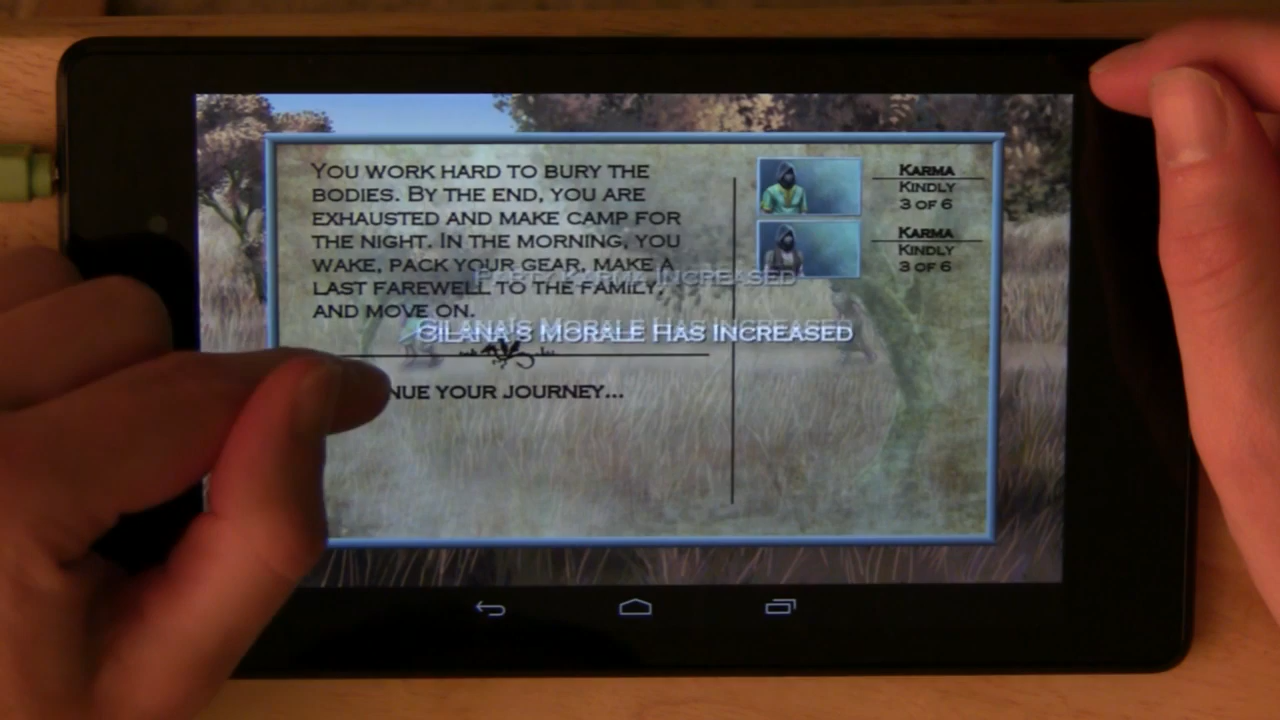 YOU WORK HARD TO BURY THE
BODIES. BY THE END, YOU ARE
EXHAUSTED AND MAKE CAMP FOR
THE NIGHT. IN THE MORNING, YOU
WAKE, PACK YOUR GEAR, MAKE A
LAST FAREWELL TO THE FAMILY,
AND MOVE ON.
PARTY KARMA INCREASED
GILANA'S MORALE HAS INCREASED
NUE YOUR JOURNEY...
KARMA
KINDLY
3 OF 6
KARMA
KINDLY
3 OF 6